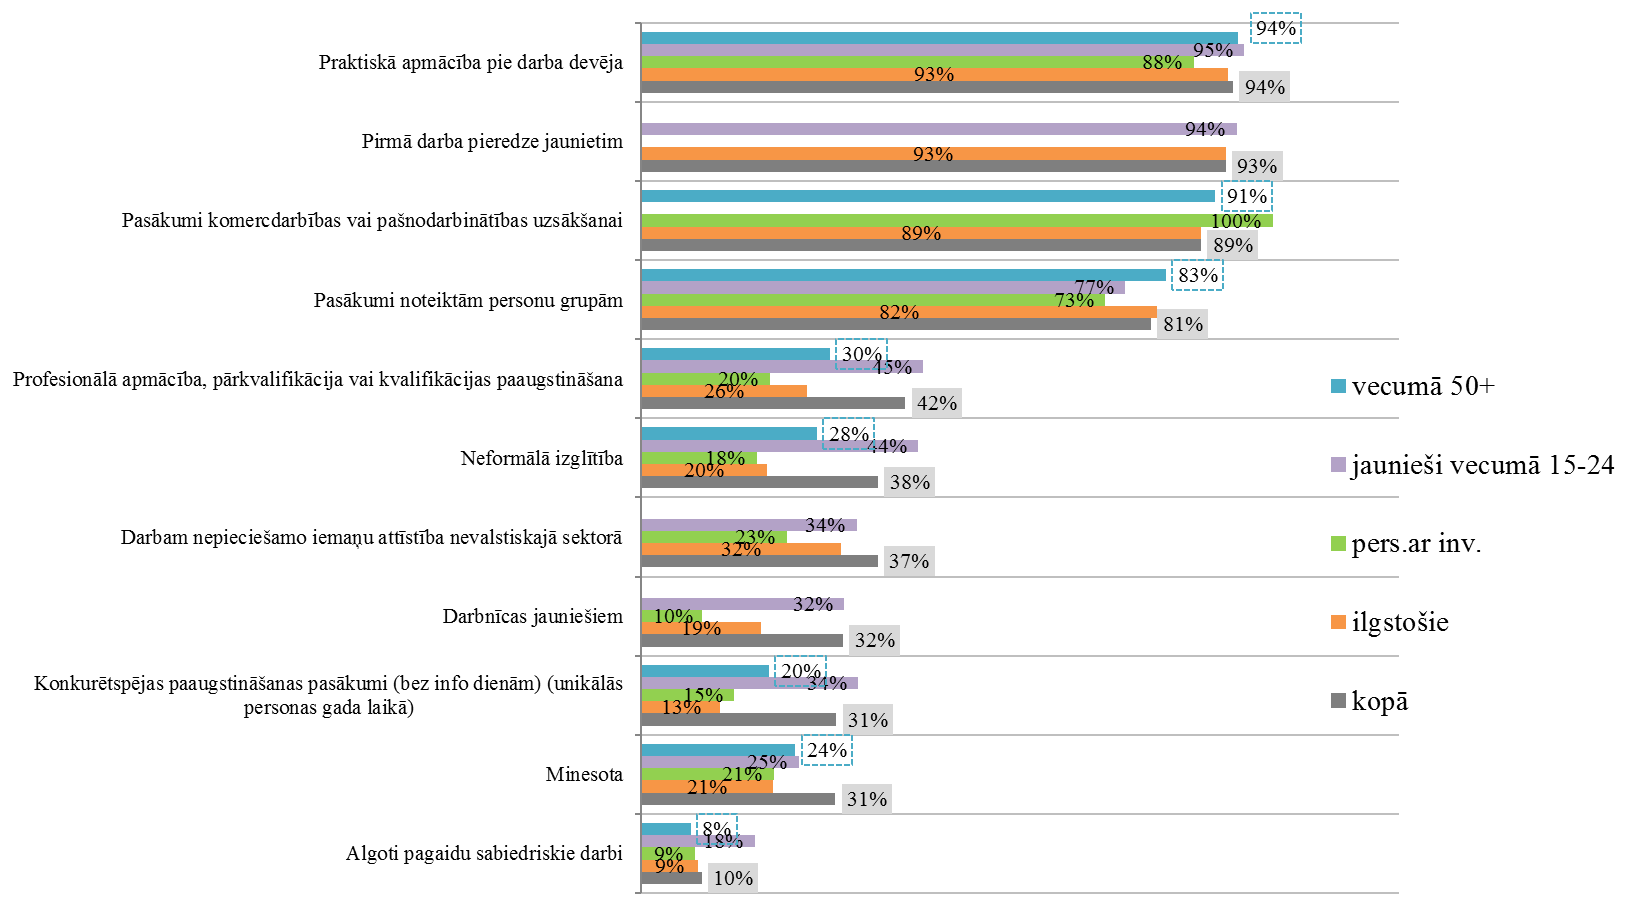 94%
95%
Praktiskā apmācība pie darba devēja
88%
93%
94%
94%
Pirmā darba pieredze jaunietim
93%
93%
91%
Pasākumi komercdarbības vai pašnodarbinātības uzsākšanai
100%
89%
89%
83%
77%
Pasākumi noteiktām personu grupām
73%
82%
81%
30%
45%
Profesionālā apmācība, pārkvalifikācija vai kvalifikācijas paaugstināšana
20%
26%
42%
28%
44%
Neformālā izglītība
18%
20%
38%
34%
Darbam nepieciešamo iemaņu attīstība nevalstiskajā sektorā
23%
32%
37%
32%
Darbnīcas jauniešiem
10%
19%
32%
20%
34%
Konkurētspējas paaugstināšanas pasākumi (bez info dienām) (unikālās
personas gada laikā)
15%
13%
31%
24%
25%
Minesota
21%
21%
31%
8%
18%
Algoti pagaidu sabiedriskie darbi
9%
9%
10%
vecumā 50+
jaunieši vecumā 15-24
pers.ar inv.
ilgstošie
kopā